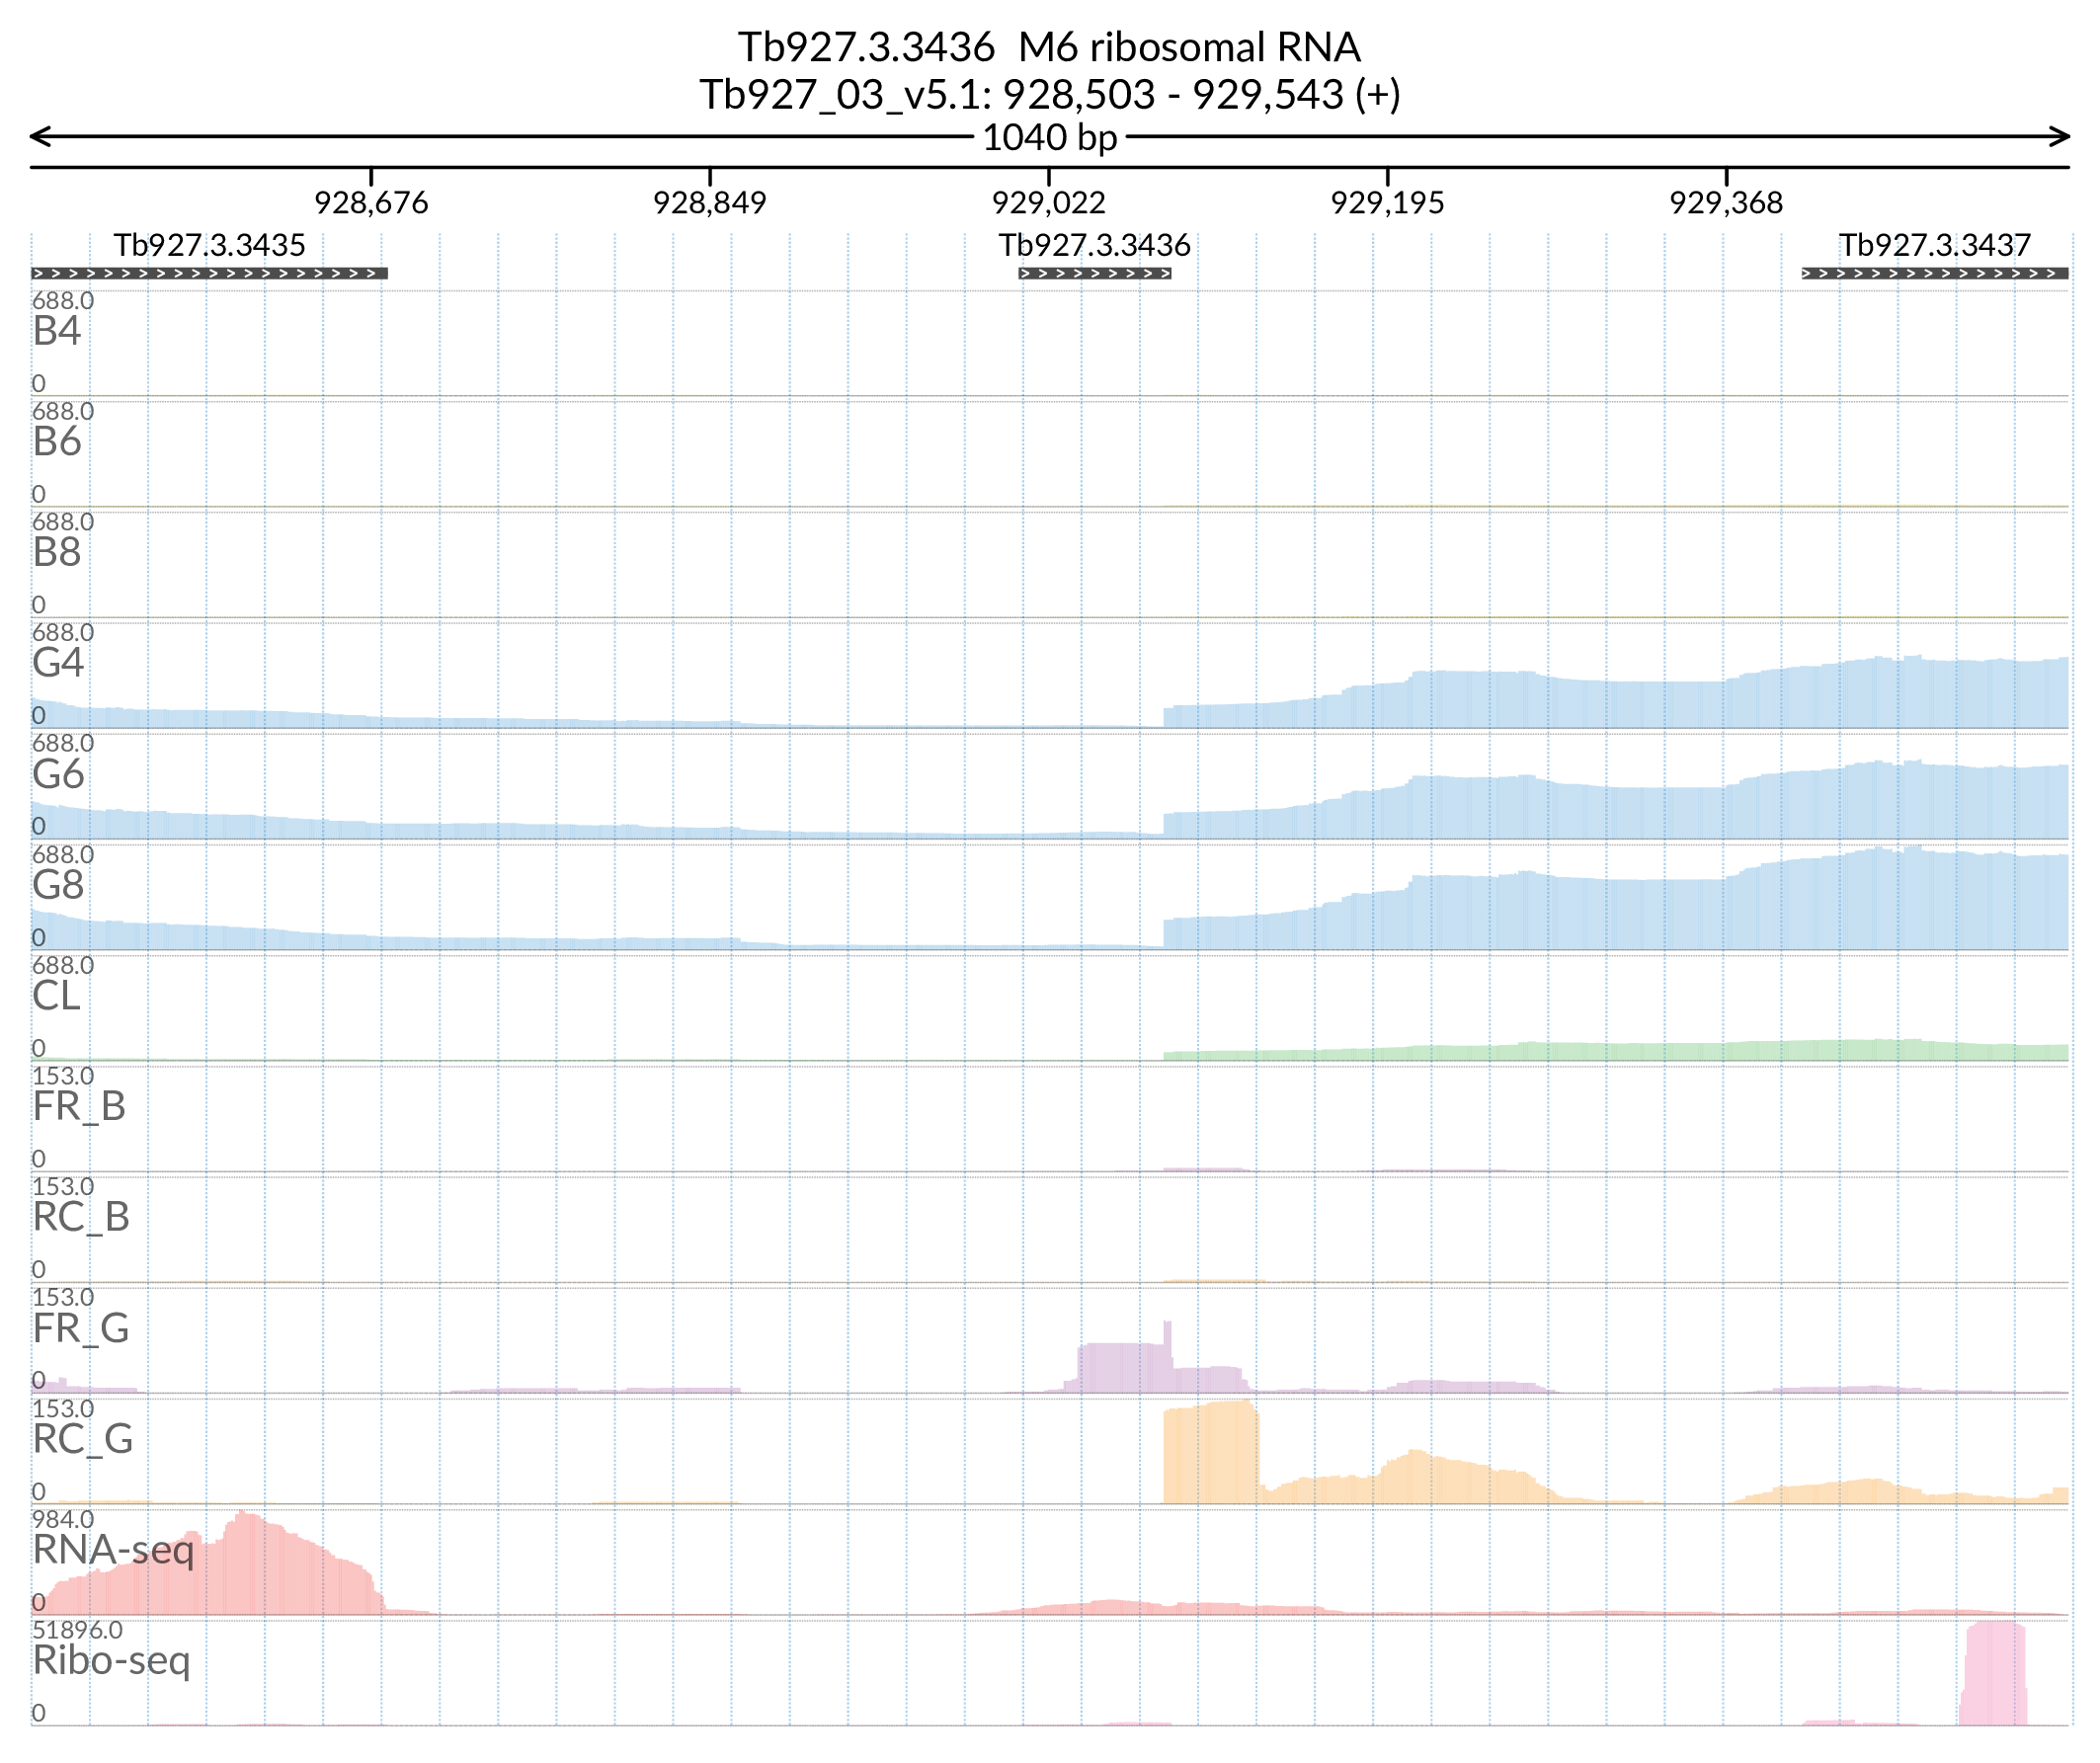 Tb927.3.3436 M6 ribosomal RNA
Tb927_03_v5.1: 928,503 - 929,543 (+)
1040 bp
928,676 928,849 929,022 929,195 929,368
Tb927.3.3435 Tb927.3.3436 Tb927.3.3437
688.0
B4
0
688.0
B6
0
688.0
B8
0
688.0
G4
0
688.0
G6
0
688.0
G8
0
688.0
CL
0
153.0
FR_B
0
153.0
RC_B
0
153.0
FR_G
0
153.0
RC_G
0
984.0
RNA-seq
0
51896.0
Ribo-seq
0